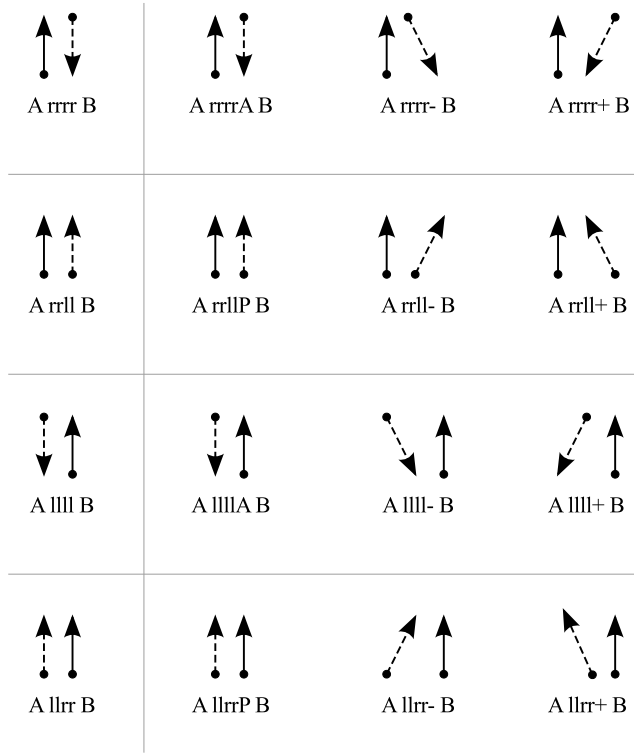 A rrrr B
A rrrrA B
A rrrr- B
A rrrr+ B
A rrll B
A rrllP B
A rrll- B
A rrll+ B
A llll B
A llllA B
A llll- B
A llll+ B
A llrr B
A llrrP B
A llrr- B
A llrr+ B